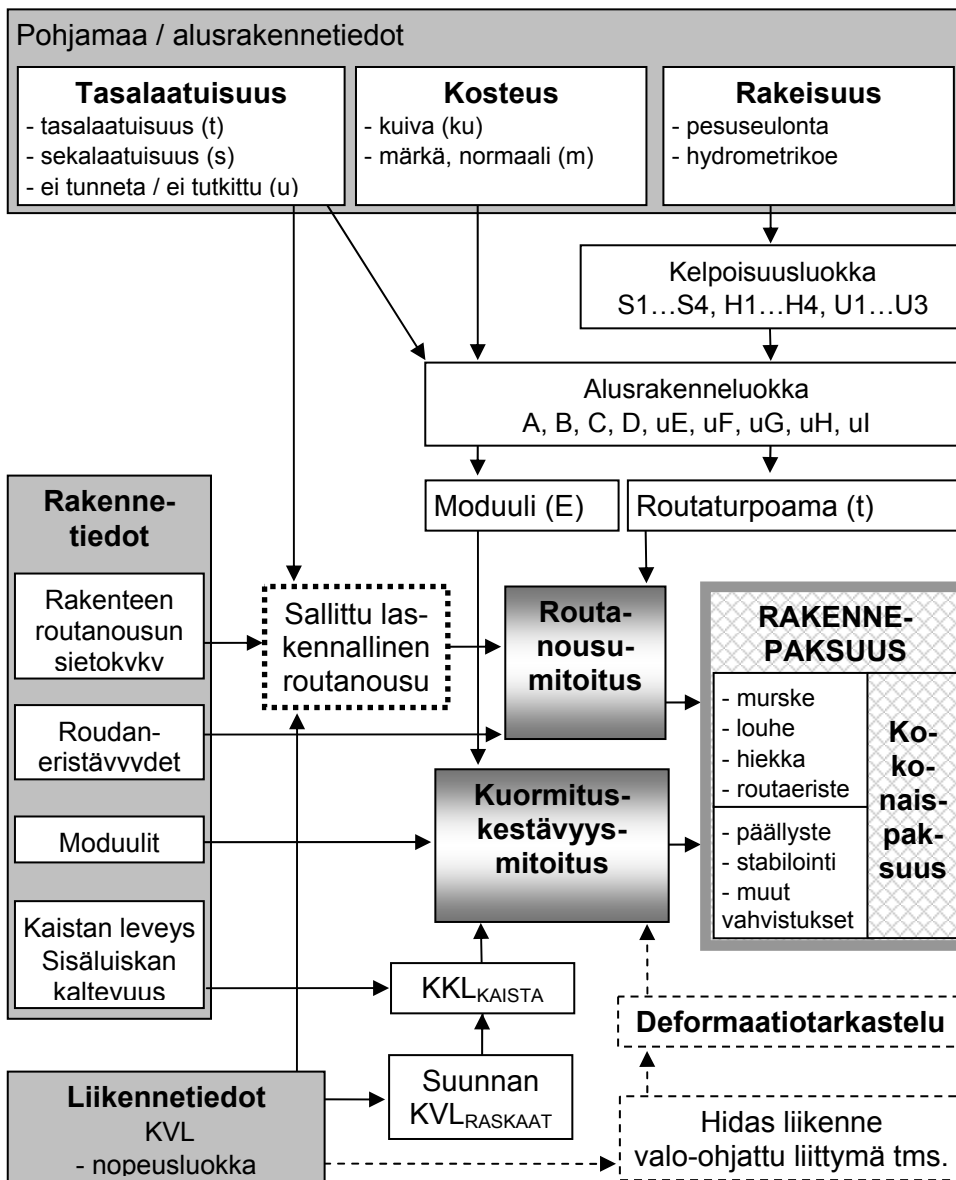 Pohjamaa / alusrakennetiedot
Tasalaatuisuus
- tasalaatuisuus (t)
- sekalaatuisuus (s)
- ei tunneta / ei tutkittu (u)
Kosteus
- kuiva (ku)
- märkä, normaali (m)
Rakeisuus
- pesuseulonta
- hydrometrikoe
Kelpoisuusluokka
S1…S4, H1…H4, U1…U3
Alusrakenneluokka
A, B, C, D, uE, uF, uG, uH, uI
Moduuli (E)
Routaturpoama (t)
Rakenne-
tiedot
Rakenteen
routanousun
sietokyky
Roudan-
eristävyydet
Moduulit
Kaistan leveys
Sisäluiskan
kaltevuus
Sallittu las-
kennallinen
routanousu
Routa-
nousu-
mitoitus
Kuormitus-
kestävyys-
mitoitus
RAKENNE-
PAKSUUS
- murske
- louhe
- hiekka
- routaeriste
- päällyste
- stabilointi
- muut
vahvistukset
Ko-
ko-
nais-
pak-
suus
KKLKAISTA
Suunnan
KVLRASKAAT
Deformaatiotarkastelu
Hidas liikenne
valo-ohjattu liittymä tms.
Liikennetiedot
KVL
- nopeusluokka